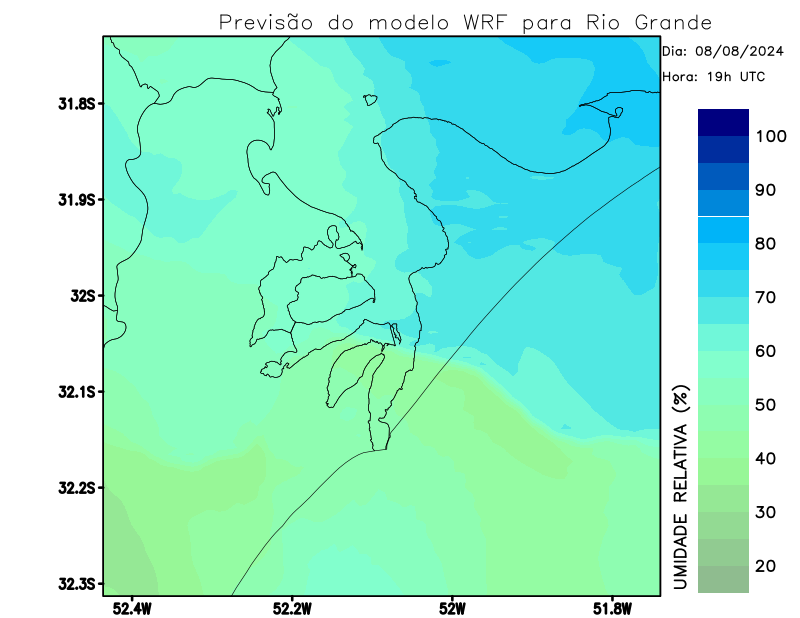 Previsão do modelo WRF para Rio Grande
Dia: 08/08/2024
Hora: 19h UTC
31.8S
31.9S
32S
32.1S
32.2S
32.3S
52.4W
52.2W
52W
51.8W
UMIDADE RELATIVA (%)
100
90
80
70
60
50
40
30
20